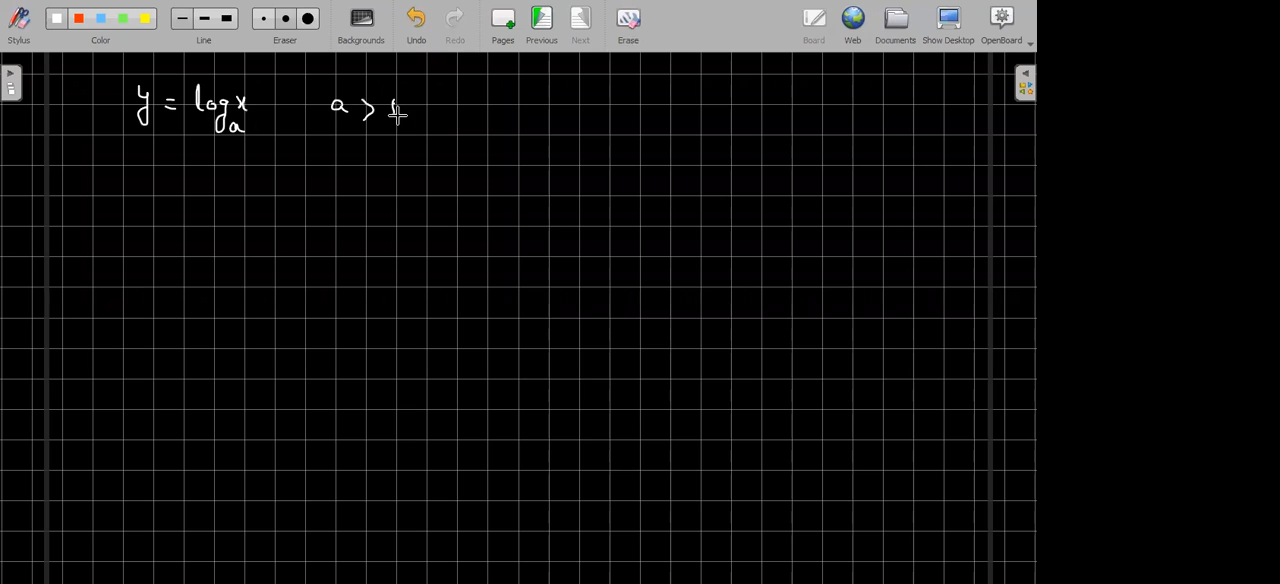 Stylus Color Line Eraser Backgrounds Undo Redo Pages Previous Next Erase Board Web Documents Show Desktop OpenBoard
y = log_a x a >